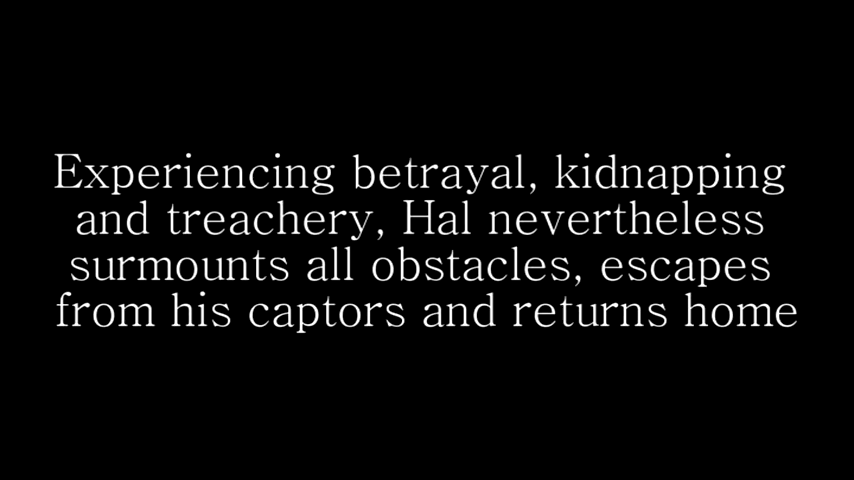 Experiencing betrayal, kidnapping
and treachery, Hal nevertheless
surmounts all obstacles, escapes
from his captors and returns home